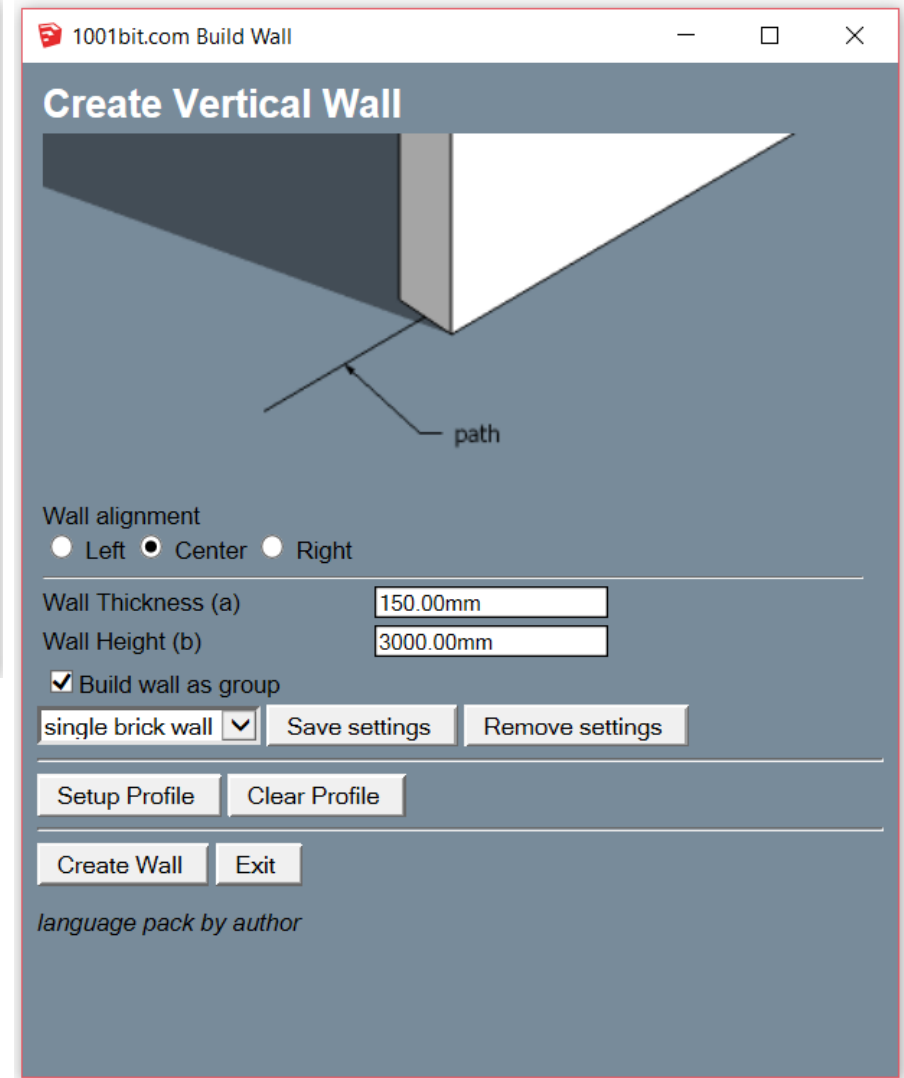 1001bit.com Build Wall
Create Vertical Wall
path
Wall alignment
Left Center Right
Wall Thickness (a) 150.00mm
Wall Height (b) 3000.00mm
Build wall as group
single brick wall Save settings Remove settings
Setup Profile Clear Profile
Create Wall Exit
language pack by author